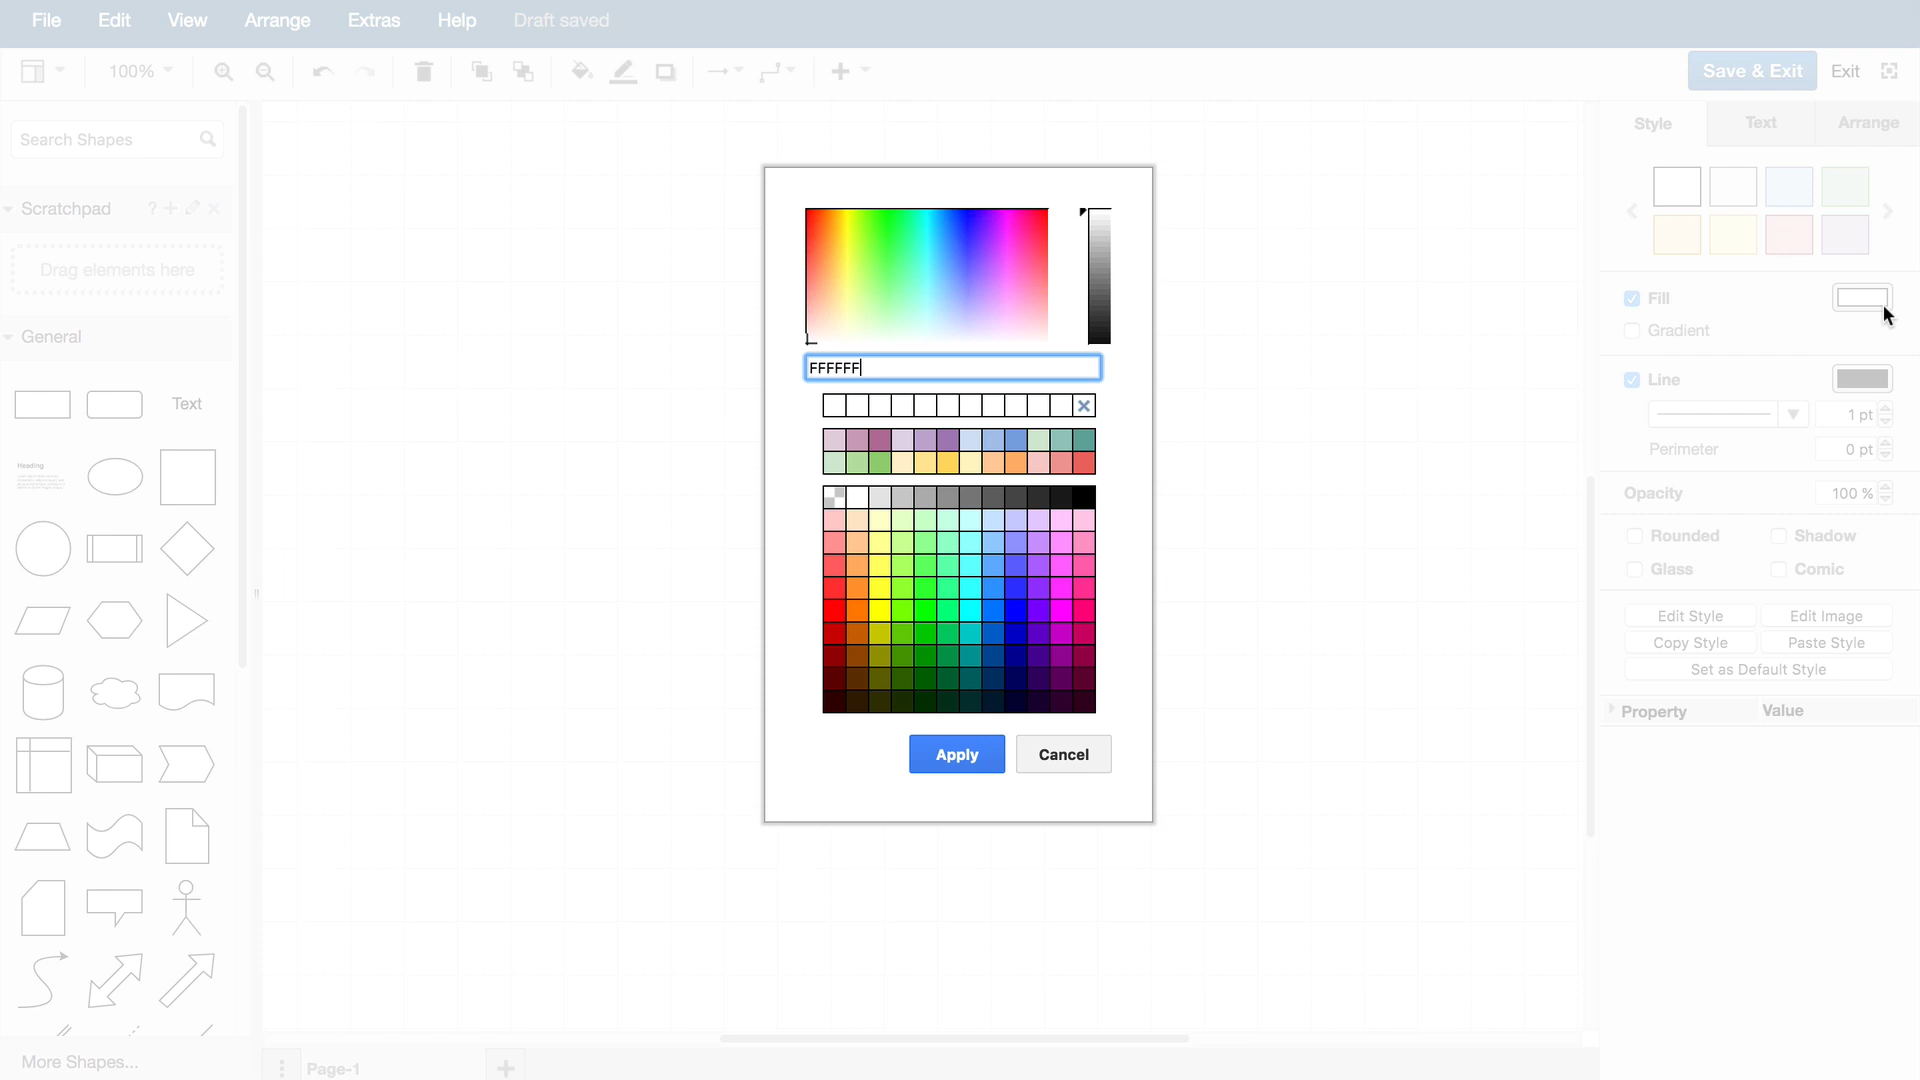 File Edit View Arrange Extras Help Draft saved
100% Save & Exit Exit
Search Shapes
Style Text Arrange
Scratchpad ?
Drag elements here
Fill
Gradient
General
FFFFFF
Line
Text
1 pt
Perimeter 0 pt
Heading
Opacity 100 %
Rounded Shadow
Glass Comic
Edit Style Edit Image
Copy Style Paste Style
Set as Default Style
Property Value
Apply Cancel
More Shapes...
Page-1